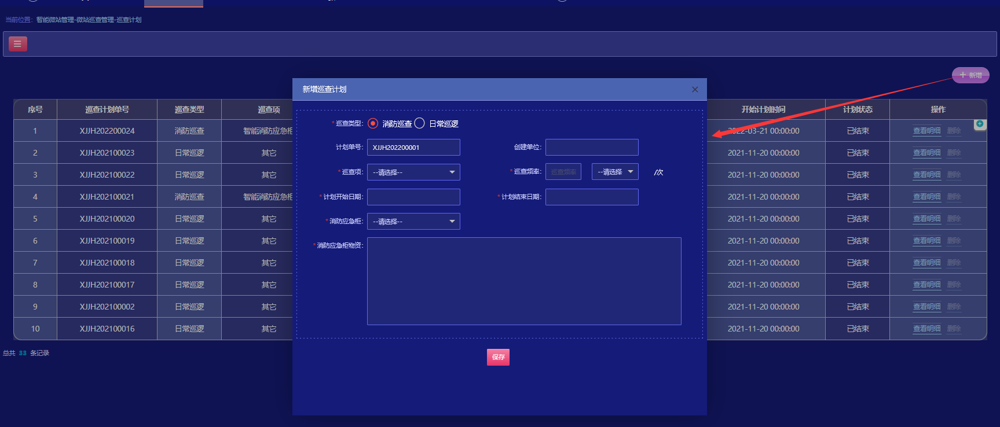 当前位置: 智能微站管理-微站巡查管理-巡查计划
+ 新增
序号 巡查计划单号 巡查类型 巡查项 开始计划时间 计划状态 操作
1 XJJH202200024 消防巡查 智能消防应急柜 2022-03-21 00:00:00 已结束 查看明细 删除
2 XJJH202100023 日常巡逻 其它 2021-11-20 00:00:00 已结束 查看明细 删除
3 XJJH202100022 日常巡逻 其它 2021-11-20 00:00:00 已结束 查看明细 删除
4 XJJH202100021 消防巡查 智能消防应急柜 2021-11-20 00:00:00 已结束 查看明细 删除
5 XJJH202100020 日常巡逻 其它 2021-11-20 00:00:00 已结束 查看明细 删除
6 XJJH202100019 日常巡逻 其它 2021-11-20 00:00:00 已结束 查看明细 删除
7 XJJH202100018 日常巡逻 其它 2021-11-20 00:00:00 已结束 查看明细 删除
8 XJJH202100017 日常巡逻 其它 2021-11-20 00:00:00 已结束 查看明细 删除
9 XJJH202100002 日常巡逻 其它 2021-11-20 00:00:00 已结束 查看明细 删除
10 XJJH202100016 日常巡逻 其它 2021-11-20 00:00:00 已结束 查看明细 删除
总共 33 条记录
新增巡查计划 ×
*巡查类型: 消防巡查 日常巡逻
计划单号: XJJH202200001 创建单位:
*巡查项: --请选择-- *巡查频率: 巡查频率 --请选择 /次
*计划开始日期: *计划结束日期:
*消防应急柜: --请选择--
*消防应急柜物资:
保存